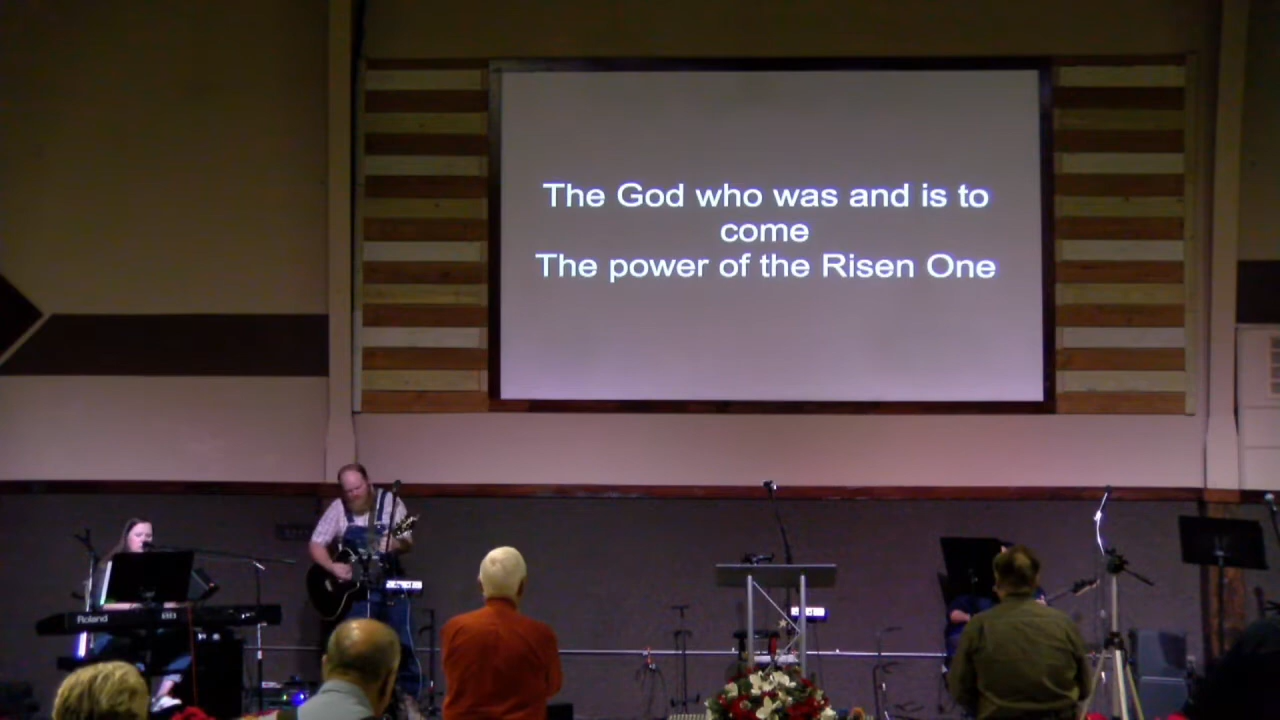 The God who was and is to
come
The power of the Risen One
Roland